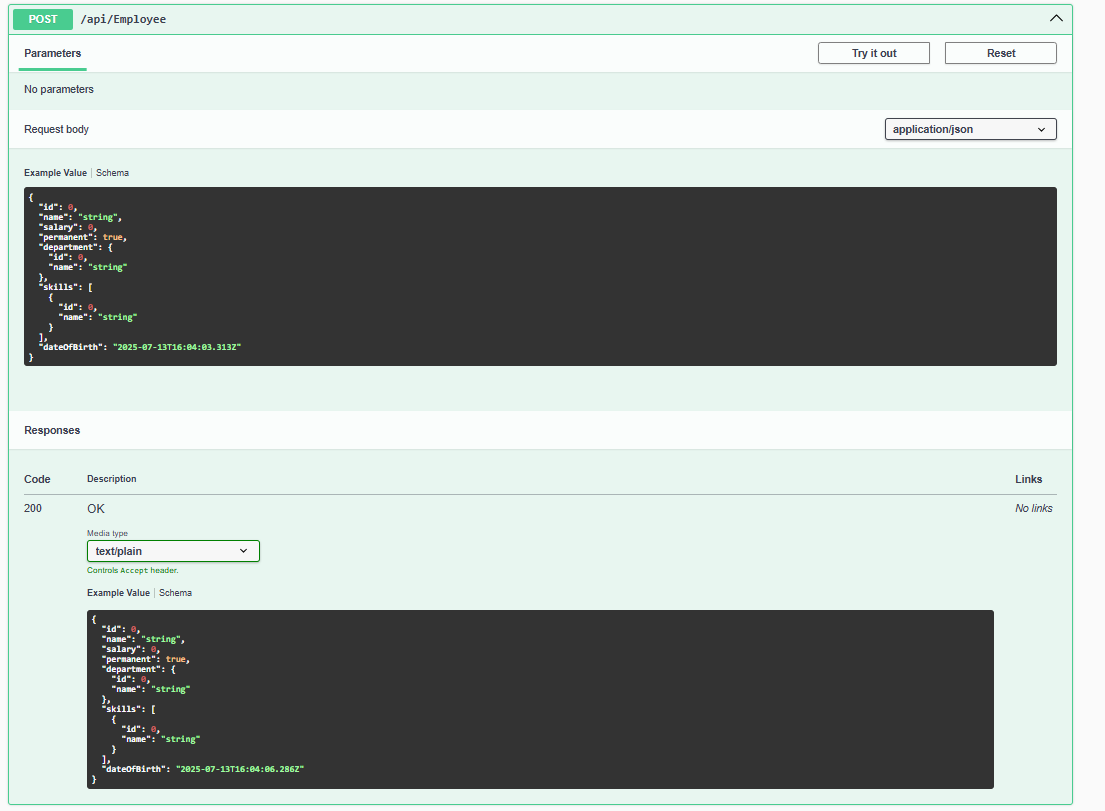 POST /api/Employee
Parameters Try it out Reset
No parameters
Request body application/json
Example Value | Schema
{
  "id": 0,
  "name": "string",
  "salary": 0,
  "permanent": true,
  "department": {
    "id": 0,
    "name": "string"
  },
  "skills": [
    {
      "id": 0,
      "name": "string"
    }
  ],
  "dateOfBirth": "2025-07-13T16:04:03.313Z"
}
Responses
Code Description Links
200 OK No links
Media type
text/plain
Controls Accept header.
Example Value | Schema
{
  "id": 0,
  "name": "string",
  "salary": 0,
  "permanent": true,
  "department": {
    "id": 0,
    "name": "string"
  },
  "skills": [
    {
      "id": 0,
      "name": "string"
    }
  ],
  "dateOfBirth": "2025-07-13T16:04:06.286Z"
}